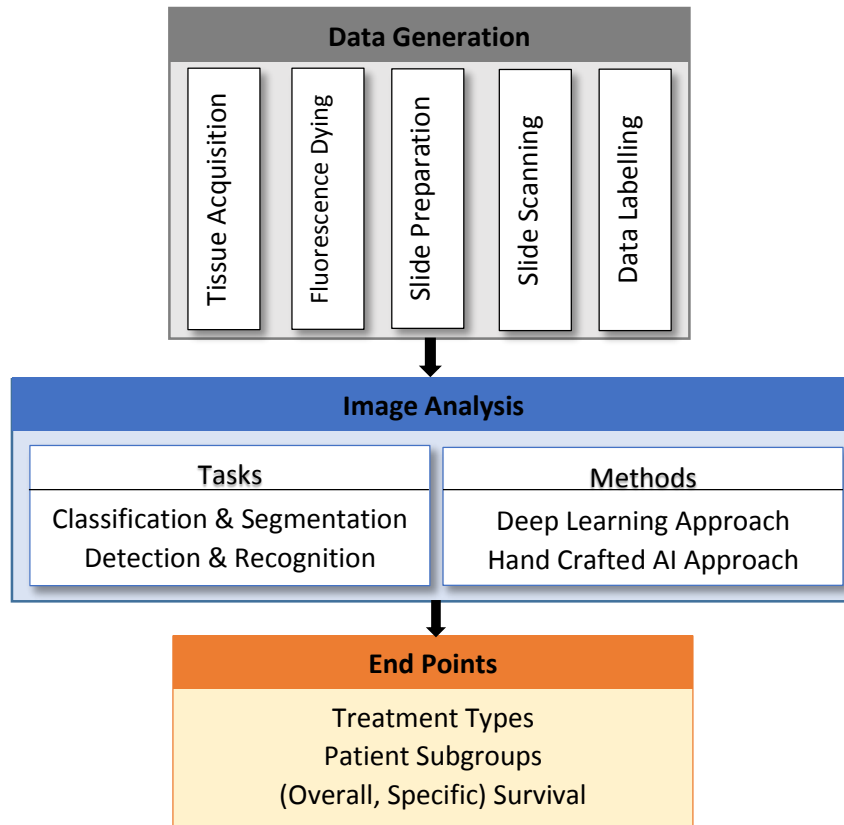 Data Generation
Tissue Acquisition
Fluorescence Dying
Slide Preparation
Slide Scanning
Data Labelling
Image Analysis
Tasks
Classification & Segmentation
Detection & Recognition
Methods
Deep Learning Approach
Hand Crafted AI Approach
End Points
Treatment Types
Patient Subgroups
(Overall, Specific) Survival